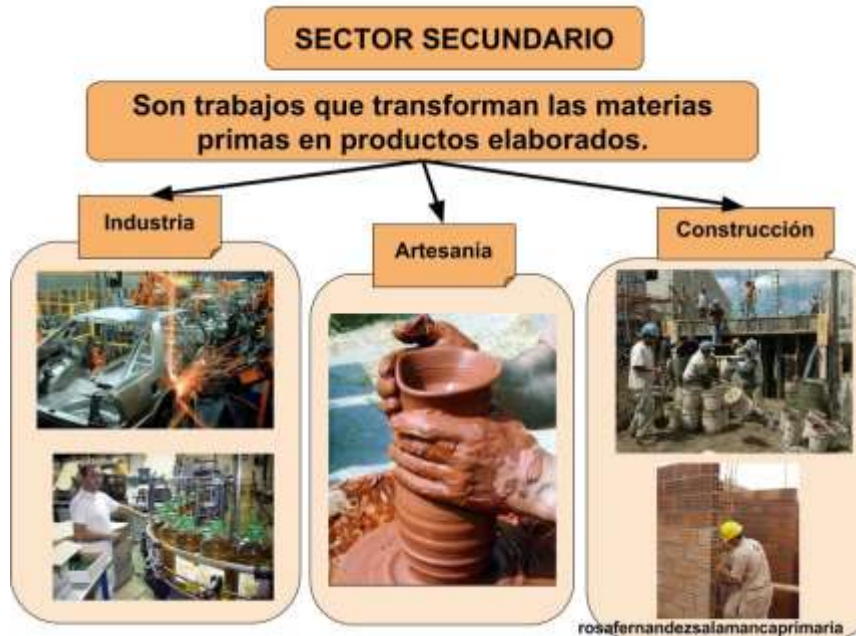 SECTOR SECUNDARIO
Son trabajos que transforman las materias
primas en productos elaborados.
Industria
Artesanía
Construcción
rosafernandezsalamancaprimaria